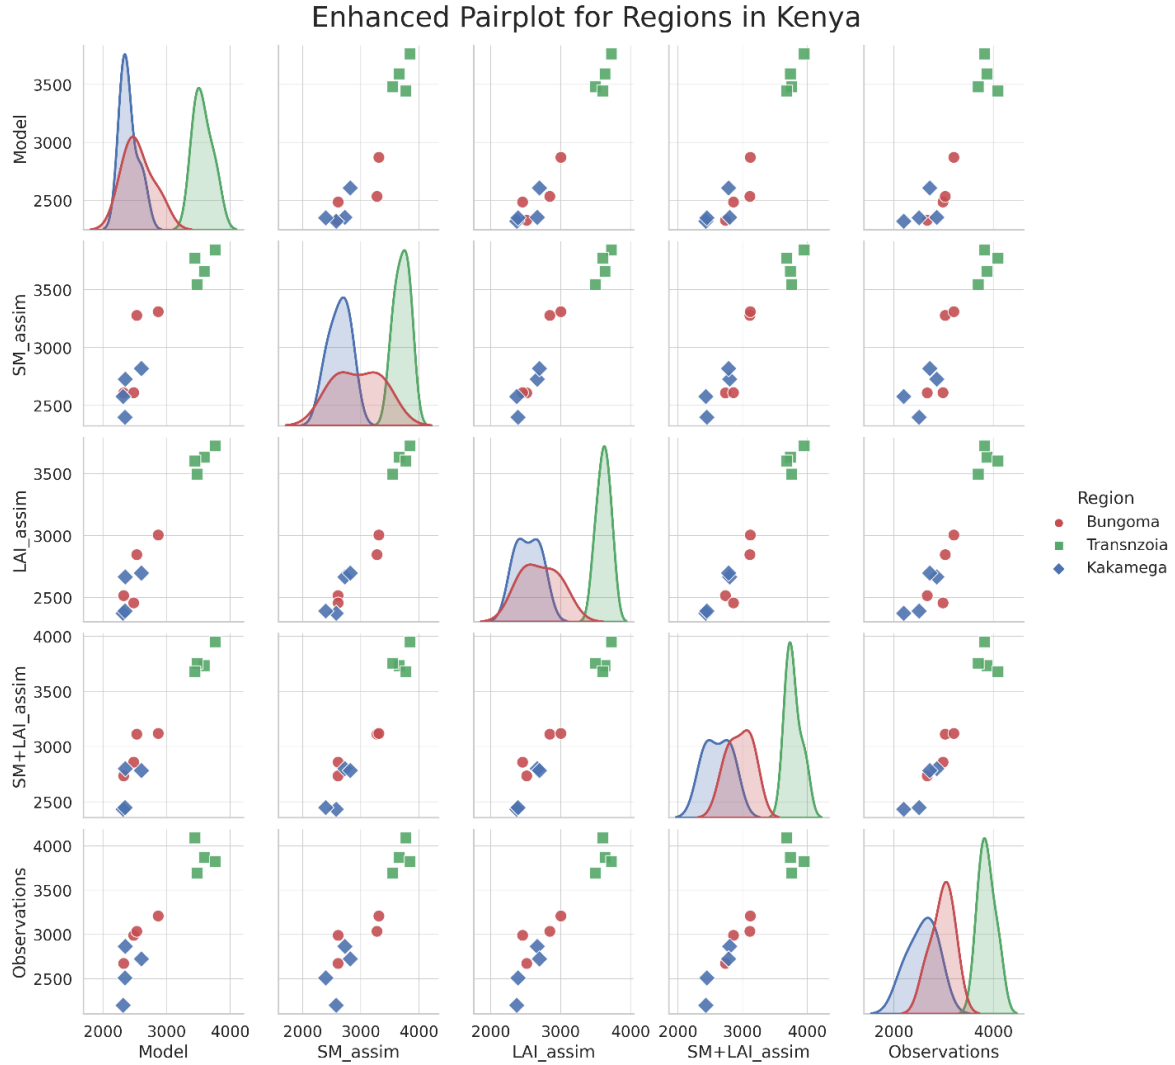 Enhanced Pairplot for Regions in Kenya
3500
3000
2500
Model
3500
3000
2500
SM_assim
3500
3000
2500
LAI_assim
Region
Bungoma
Transnzoia
Kakamega
4000
3500
3000
2500
SM+LAI_assim
4000
3500
3000
2500
Observations
2000 3000 4000
2000 3000 4000
2000 3000 4000
2000 3000 4000
2000 3000 4000
Model
SM_assim
LAI_assim
SM+LAI_assim
Observations